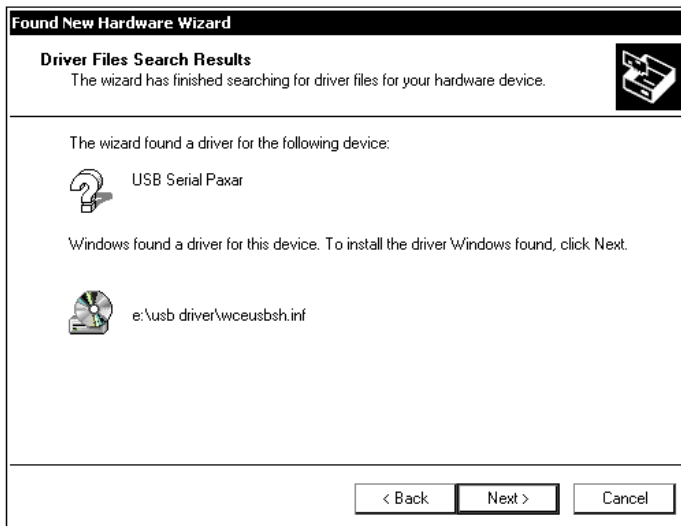 Found New Hardware Wizard
Driver Files Search Results
The wizard has finished searching for driver files for your hardware device.
The wizard found a driver for the following device:
USB Serial Paxar
Windows found a driver for this device. To install the driver Windows found, click Next.
e:\usb driver\wceusbsh.inf
< Back Next > Cancel